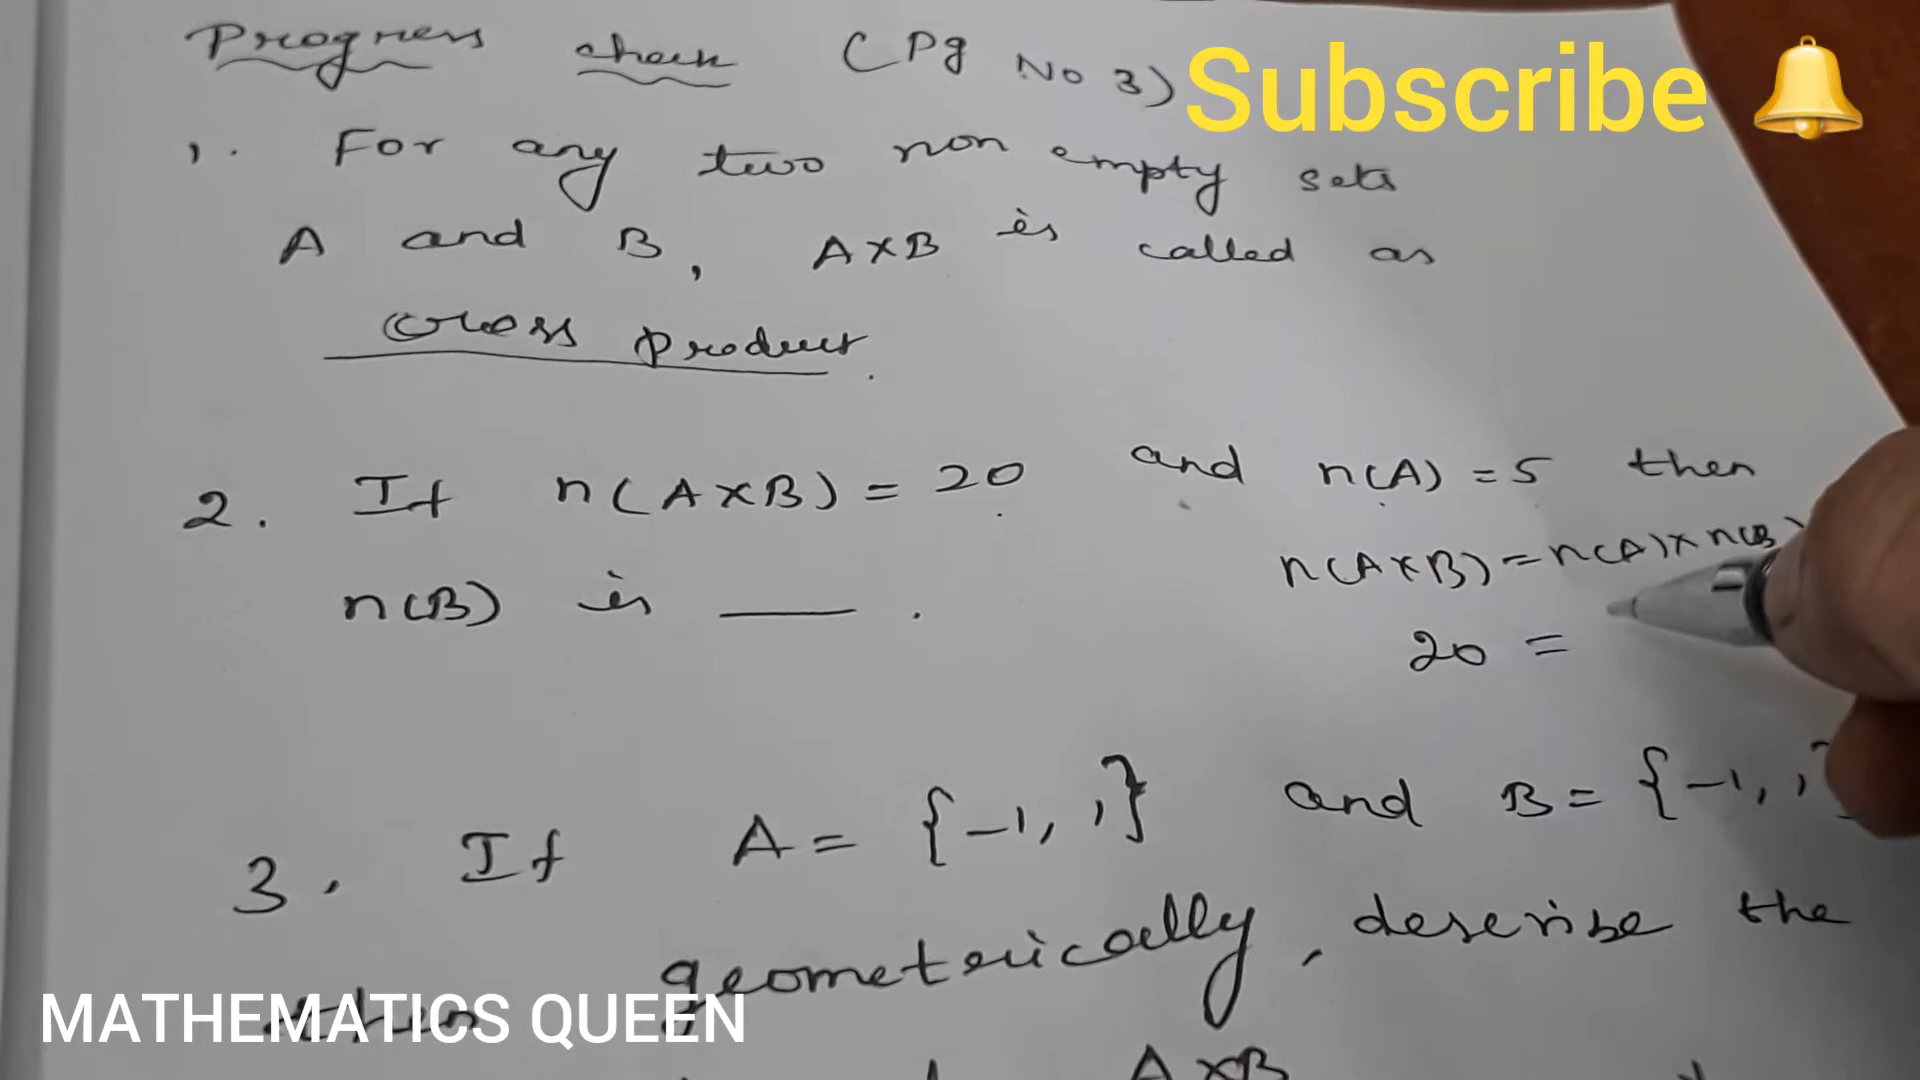 Progress check (Pg No 3)
Subscribe
1. For any two non empty sets
A and B, A×B is called as
cross product.
2. If n(A×B) = 20 and n(A) = 5 then
n(A×B) = n(A)×n(B)
n(B) is ____ .
20 =
3. If A = {-1, 1} and B = {-1, 1
geometrically, describe the
MATHEMATICS QUEEN
A×B